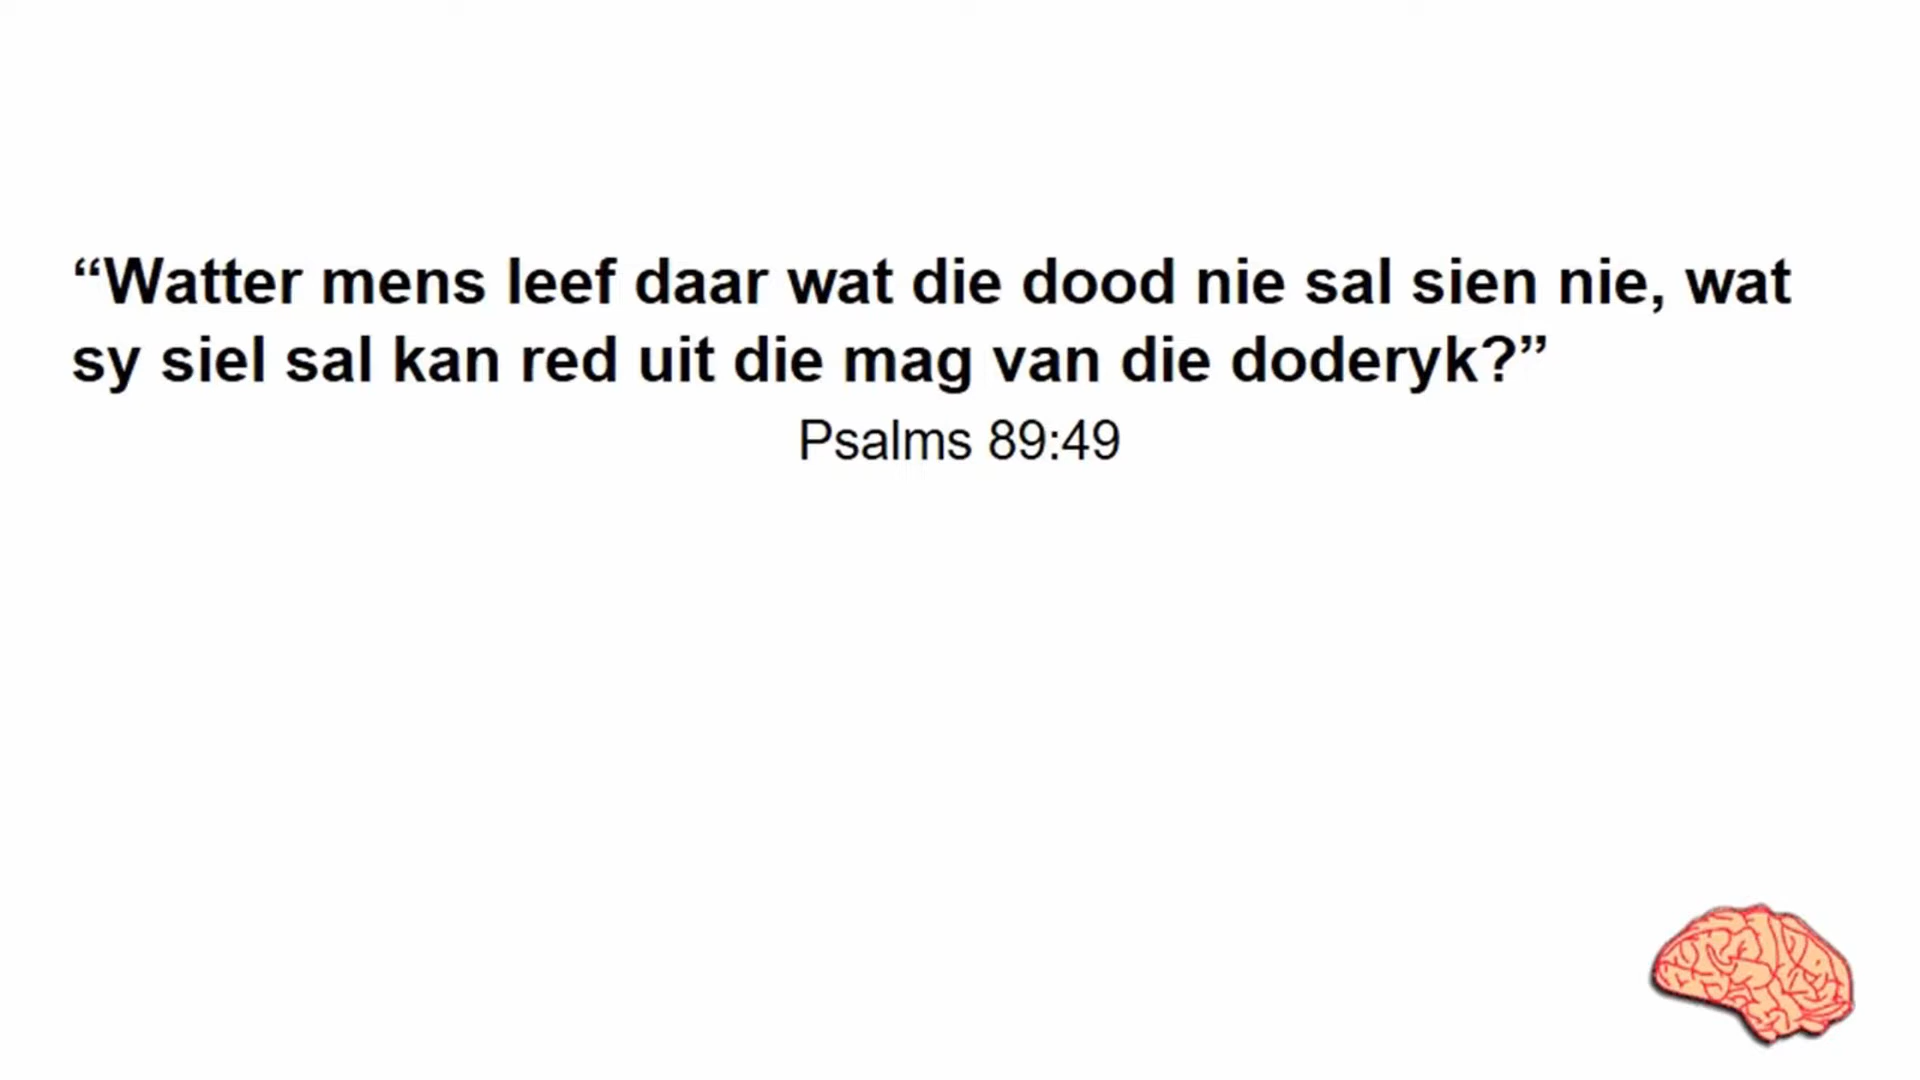 “Watter mens leef daar wat die dood nie sal sien nie, wat
sy siel sal kan red uit die mag van die doderyk?”
Psalms 89:49